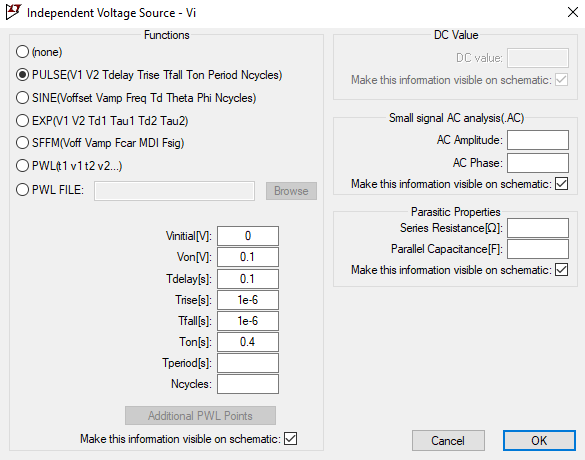 Independent Voltage Source - Vi
Functions
(none)
PULSE(V1 V2 Tdelay Trise Tfall Ton Period Ncycles)
SINE(Voffset Vamp Freq Td Theta Phi Ncycles)
EXP(V1 V2 Td1 Tau1 Td2 Tau2)
SFFM(Voff Vamp Fcar MDI Fsig)
PWL(t1 v1 t2 v2...)
PWL FILE: Browse
Vinitial[V]: 0
Von[V]: 0.1
Tdelay[s]: 0.1
Trise[s]: 1e-6
Tfall[s]: 1e-6
Ton[s]: 0.4
Tperiod[s]:
Ncycles:
Additional PWL Points
Make this information visible on schematic:
DC Value
DC value:
Make this information visible on schematic:
Small signal AC analysis(.AC)
AC Amplitude:
AC Phase:
Make this information visible on schematic:
Parasitic Properties
Series Resistance[Ω]:
Parallel Capacitance[F]:
Make this information visible on schematic:
Cancel OK